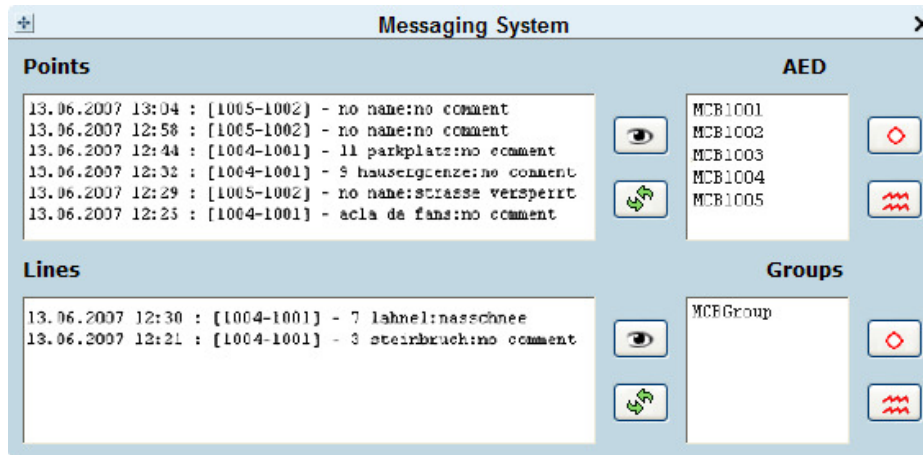 Messaging System
Points
AED
13.06.2007 13:04 : [1005-1002] - no name:no comment
13.06.2007 12:58 : [1005-1002] - no name:no comment
13.06.2007 12:44 : [1004-1001] - 11 parkplatz:no comment
13.06.2007 12:32 : [1004-1001] - 9 hausergrenze:no comment
13.06.2007 12:29 : [1005-1002] - no name:strasse versperrt
13.06.2007 12:25 : [1004-1001] - acla da fans:no comment
MCB1001
MCB1002
MCB1003
MCB1004
MCB1005
Lines
Groups
13.06.2007 12:30 : [1004-1001] - 7 lahnel:nasschnee
13.06.2007 12:21 : [1004-1001] - 3 steinbruch:no comment
MCBGroup